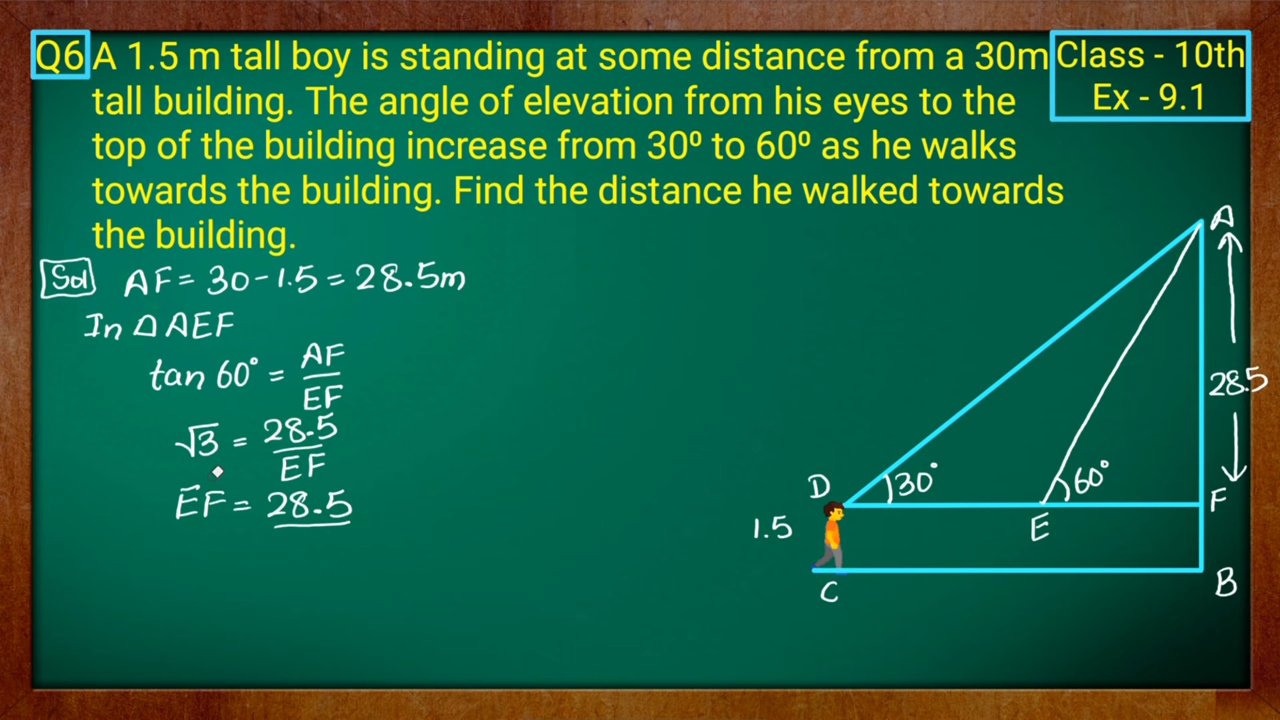 Q6 A 1.5 m tall boy is standing at some distance from a 30m
tall building. The angle of elevation from his eyes to the
top of the building increase from 30⁰ to 60⁰ as he walks
towards the building. Find the distance he walked towards
the building.
Class - 10th
Ex - 9.1
Sol AF = 30 - 1.5 = 28.5m
In △AEF
tan 60° = AF
EF
√3 = 28.5
EF
EF = 28.5
A
28.5
D
30°
60°
F
1.5
E
C
B